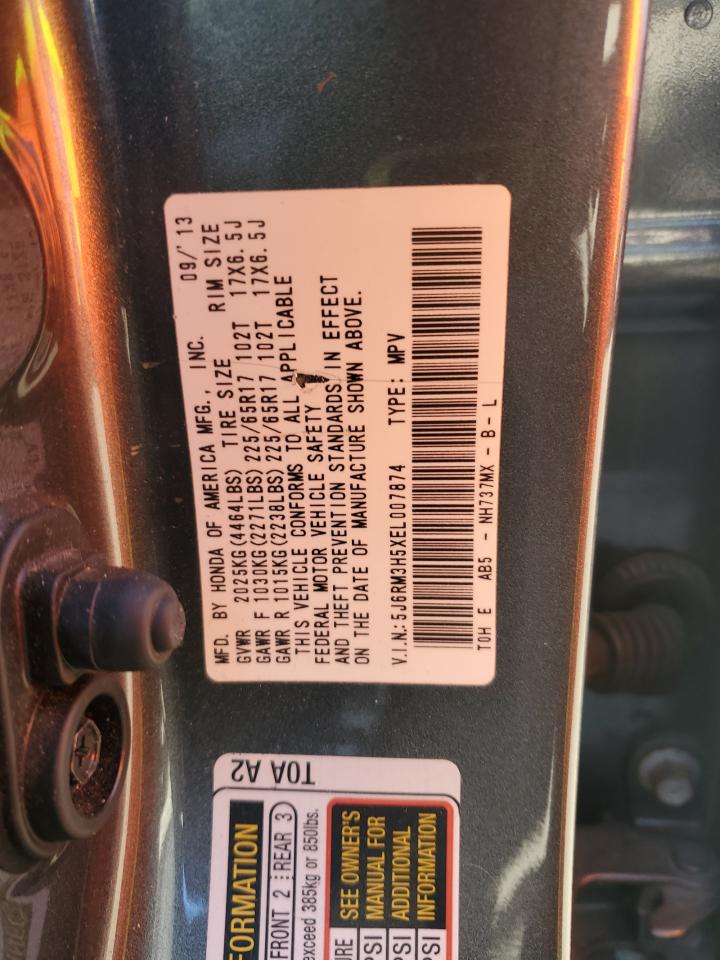 MFD. BY HONDA OF AMERICA MFG., INC. 09/'13
GVWR 2025KG(4464LBS) TIRE SIZE RIM SIZE
GAWR F 1030KG(2271LBS) 225/65R17 102T 17X6.5J
GAWR R 1015KG(2238LBS) 225/65R17 102T 17X6.5J
THIS VEHICLE CONFORMS TO ALL APPLICABLE
FEDERAL MOTOR VEHICLE SAFETY
AND THEFT PREVENTION STANDARDS IN EFFECT
ON THE DATE OF MANUFACTURE SHOWN ABOVE.
V.I.N.: 5J6RM3H5XEL007874 TYPE: MPV
T0H E AB5 - NH737MX - B - L
T0A A2
FORMATION
FRONT 2 REAR 3
exceed 385kg or 850lbs.
SEE OWNER'S
MANUAL FOR
ADDITIONAL
INFORMATION
URE
PSI
PSI
PSI